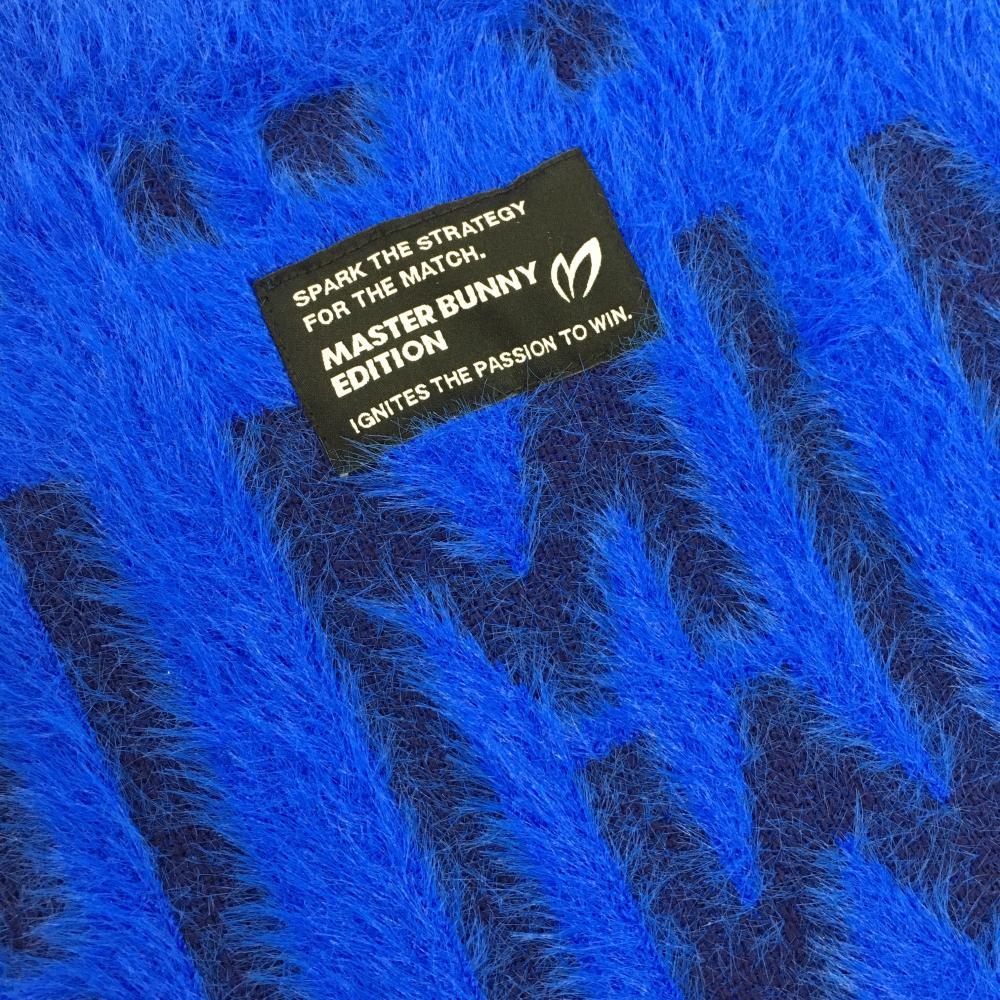 SPARK THE STRATEGY
FOR THE MATCH.
MASTER BUNNY
EDITION
IGNITES THE PASSION TO WIN.